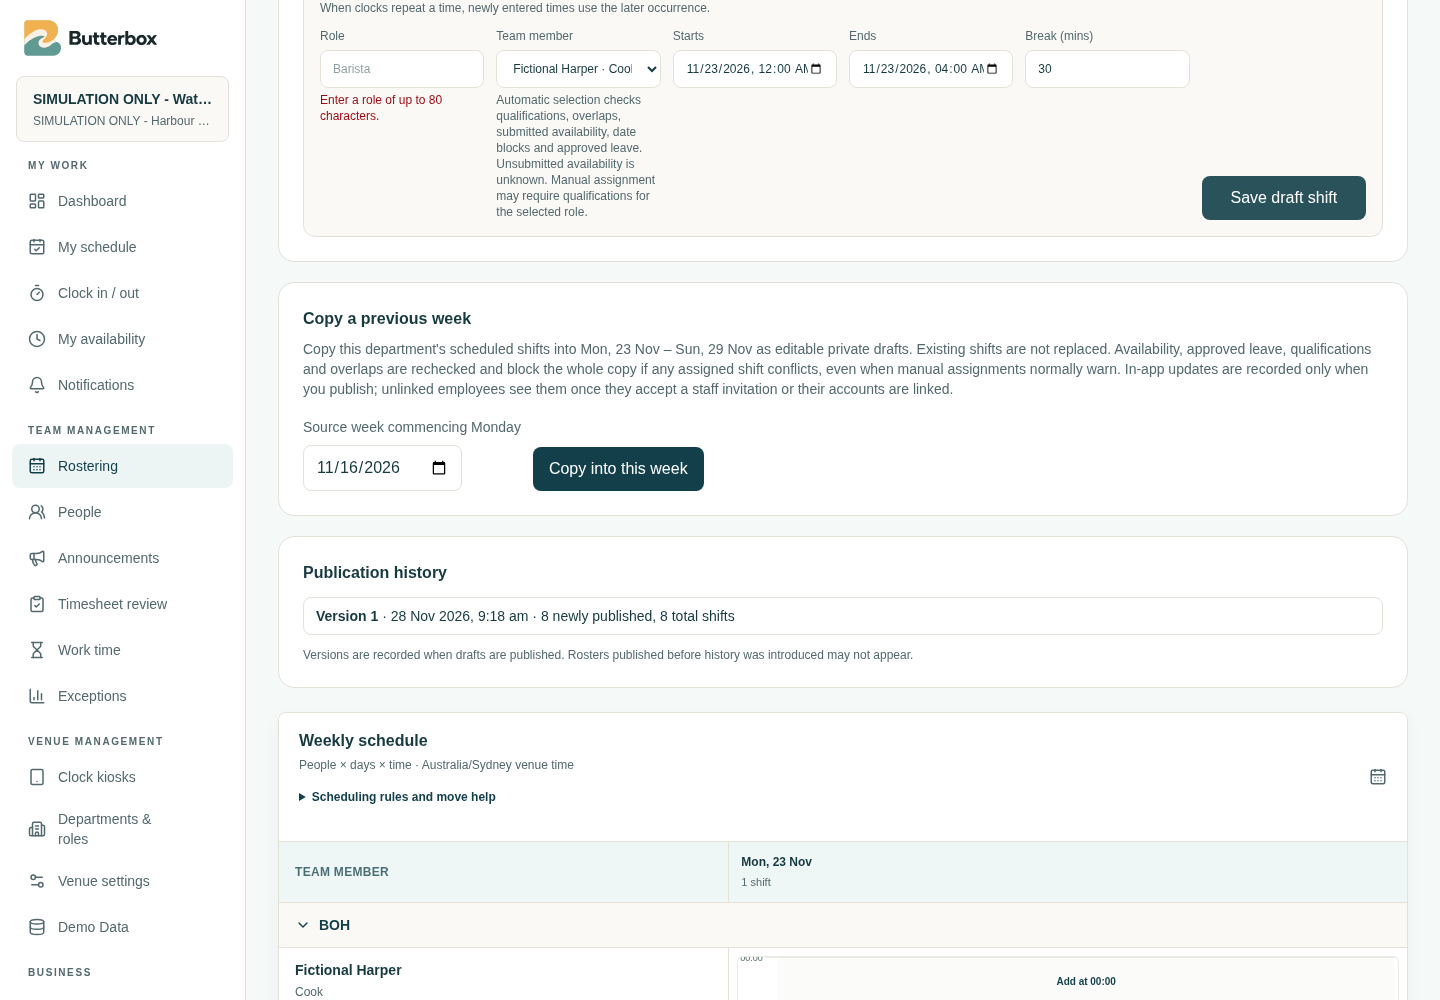 Butterbox
SIMULATION ONLY - Wat...
SIMULATION ONLY - Harbour ...
MY WORK
Dashboard
My schedule
Clock in / out
My availability
Notifications
TEAM MANAGEMENT
Rostering
People
Announcements
Timesheet review
Work time
Exceptions
VENUE MANAGEMENT
Clock kiosks
Departments &
roles
Venue settings
Demo Data
BUSINESS
When clocks repeat a time, newly entered times use the later occurrence.
Role
Team member
Starts
Ends
Break (mins)
Barista
Fictional Harper · Cook
11/23/2026, 12:00 AM
11/23/2026, 04:00 AM
30
Enter a role of up to 80
characters.
Automatic selection checks
qualifications, overlaps,
submitted availability, date
blocks and approved leave.
Unsubmitted availability is
unknown. Manual assignment
may require qualifications for
the selected role.
Save draft shift
Copy a previous week
Copy this department's scheduled shifts into Mon, 23 Nov – Sun, 29 Nov as editable private drafts. Existing shifts are not replaced. Availability, approved leave, qualifications
and overlaps are rechecked and block the whole copy if any assigned shift conflicts, even when manual assignments normally warn. In-app updates are recorded only when
you publish; unlinked employees see them once they accept a staff invitation or their accounts are linked.
Source week commencing Monday
11/16/2026
Copy into this week
Publication history
Version 1 · 28 Nov 2026, 9:18 am · 8 newly published, 8 total shifts
Versions are recorded when drafts are published. Rosters published before history was introduced may not appear.
Weekly schedule
People × days × time · Australia/Sydney venue time
Scheduling rules and move help
TEAM MEMBER
Mon, 23 Nov
1 shift
BOH
Fictional Harper
Cook
00:00
Add at 00:00